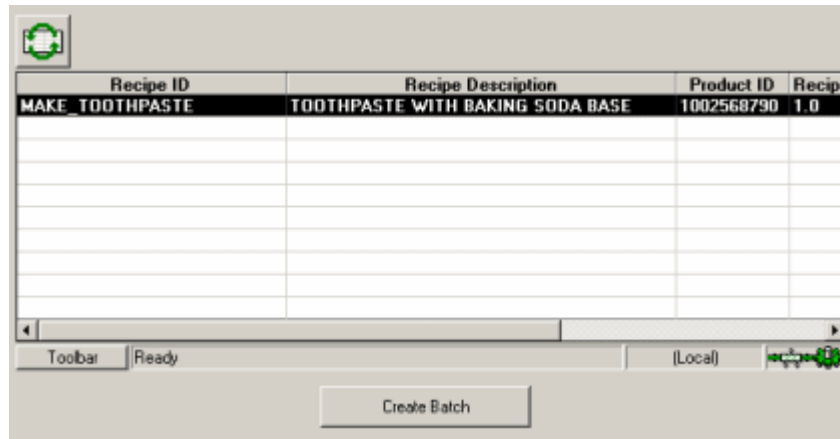 Recipe ID Recipe Description Product ID Recip
MAKE_TOOTHPASTE TOOTHPASTE WITH BAKING SODA BASE 1002568790 1.0
Toolbar Ready (Local)
Create Batch